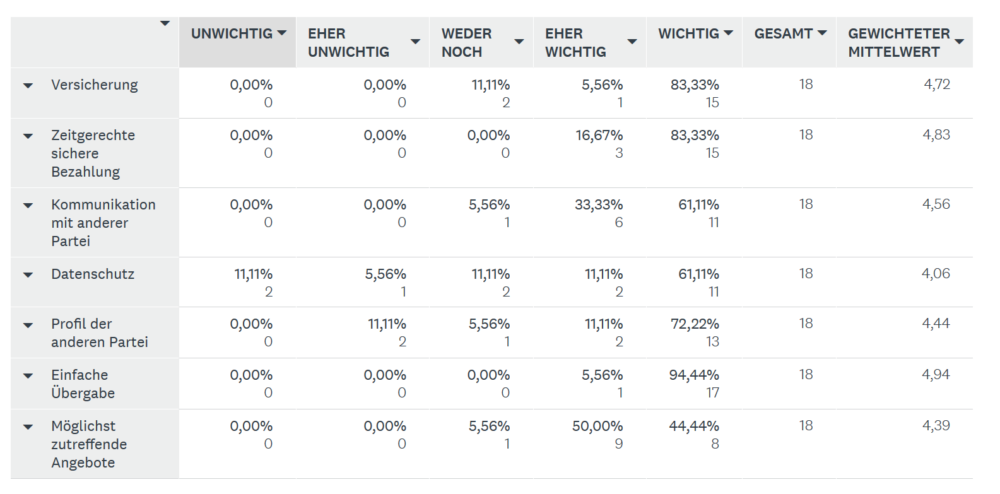 UNWICHTIG EHER UNWICHTIG WEDER NOCH EHER WICHTIG WICHTIG GESAMT GEWICHTETER MITTELWERT
Versicherung 0,00% 0,00% 11,11% 5,56% 83,33% 18 4,72
0 0 2 1 15
Zeitgerechte 0,00% 0,00% 0,00% 16,67% 83,33% 18 4,83
sichere 0 0 0 3 15
Bezahlung
Kommunikation 0,00% 0,00% 5,56% 33,33% 61,11% 18 4,56
mit anderer 0 0 1 6 11
Partei
Datenschutz 11,11% 5,56% 11,11% 11,11% 61,11% 18 4,06
2 1 2 2 11
Profil der 0,00% 11,11% 5,56% 11,11% 72,22% 18 4,44
anderen Partei 0 2 1 2 13
Einfache 0,00% 0,00% 0,00% 5,56% 94,44% 18 4,94
Übergabe 0 0 0 1 17
Möglichst 0,00% 0,00% 5,56% 50,00% 44,44% 18 4,39
zutreffende 0 0 1 9 8
Angebote